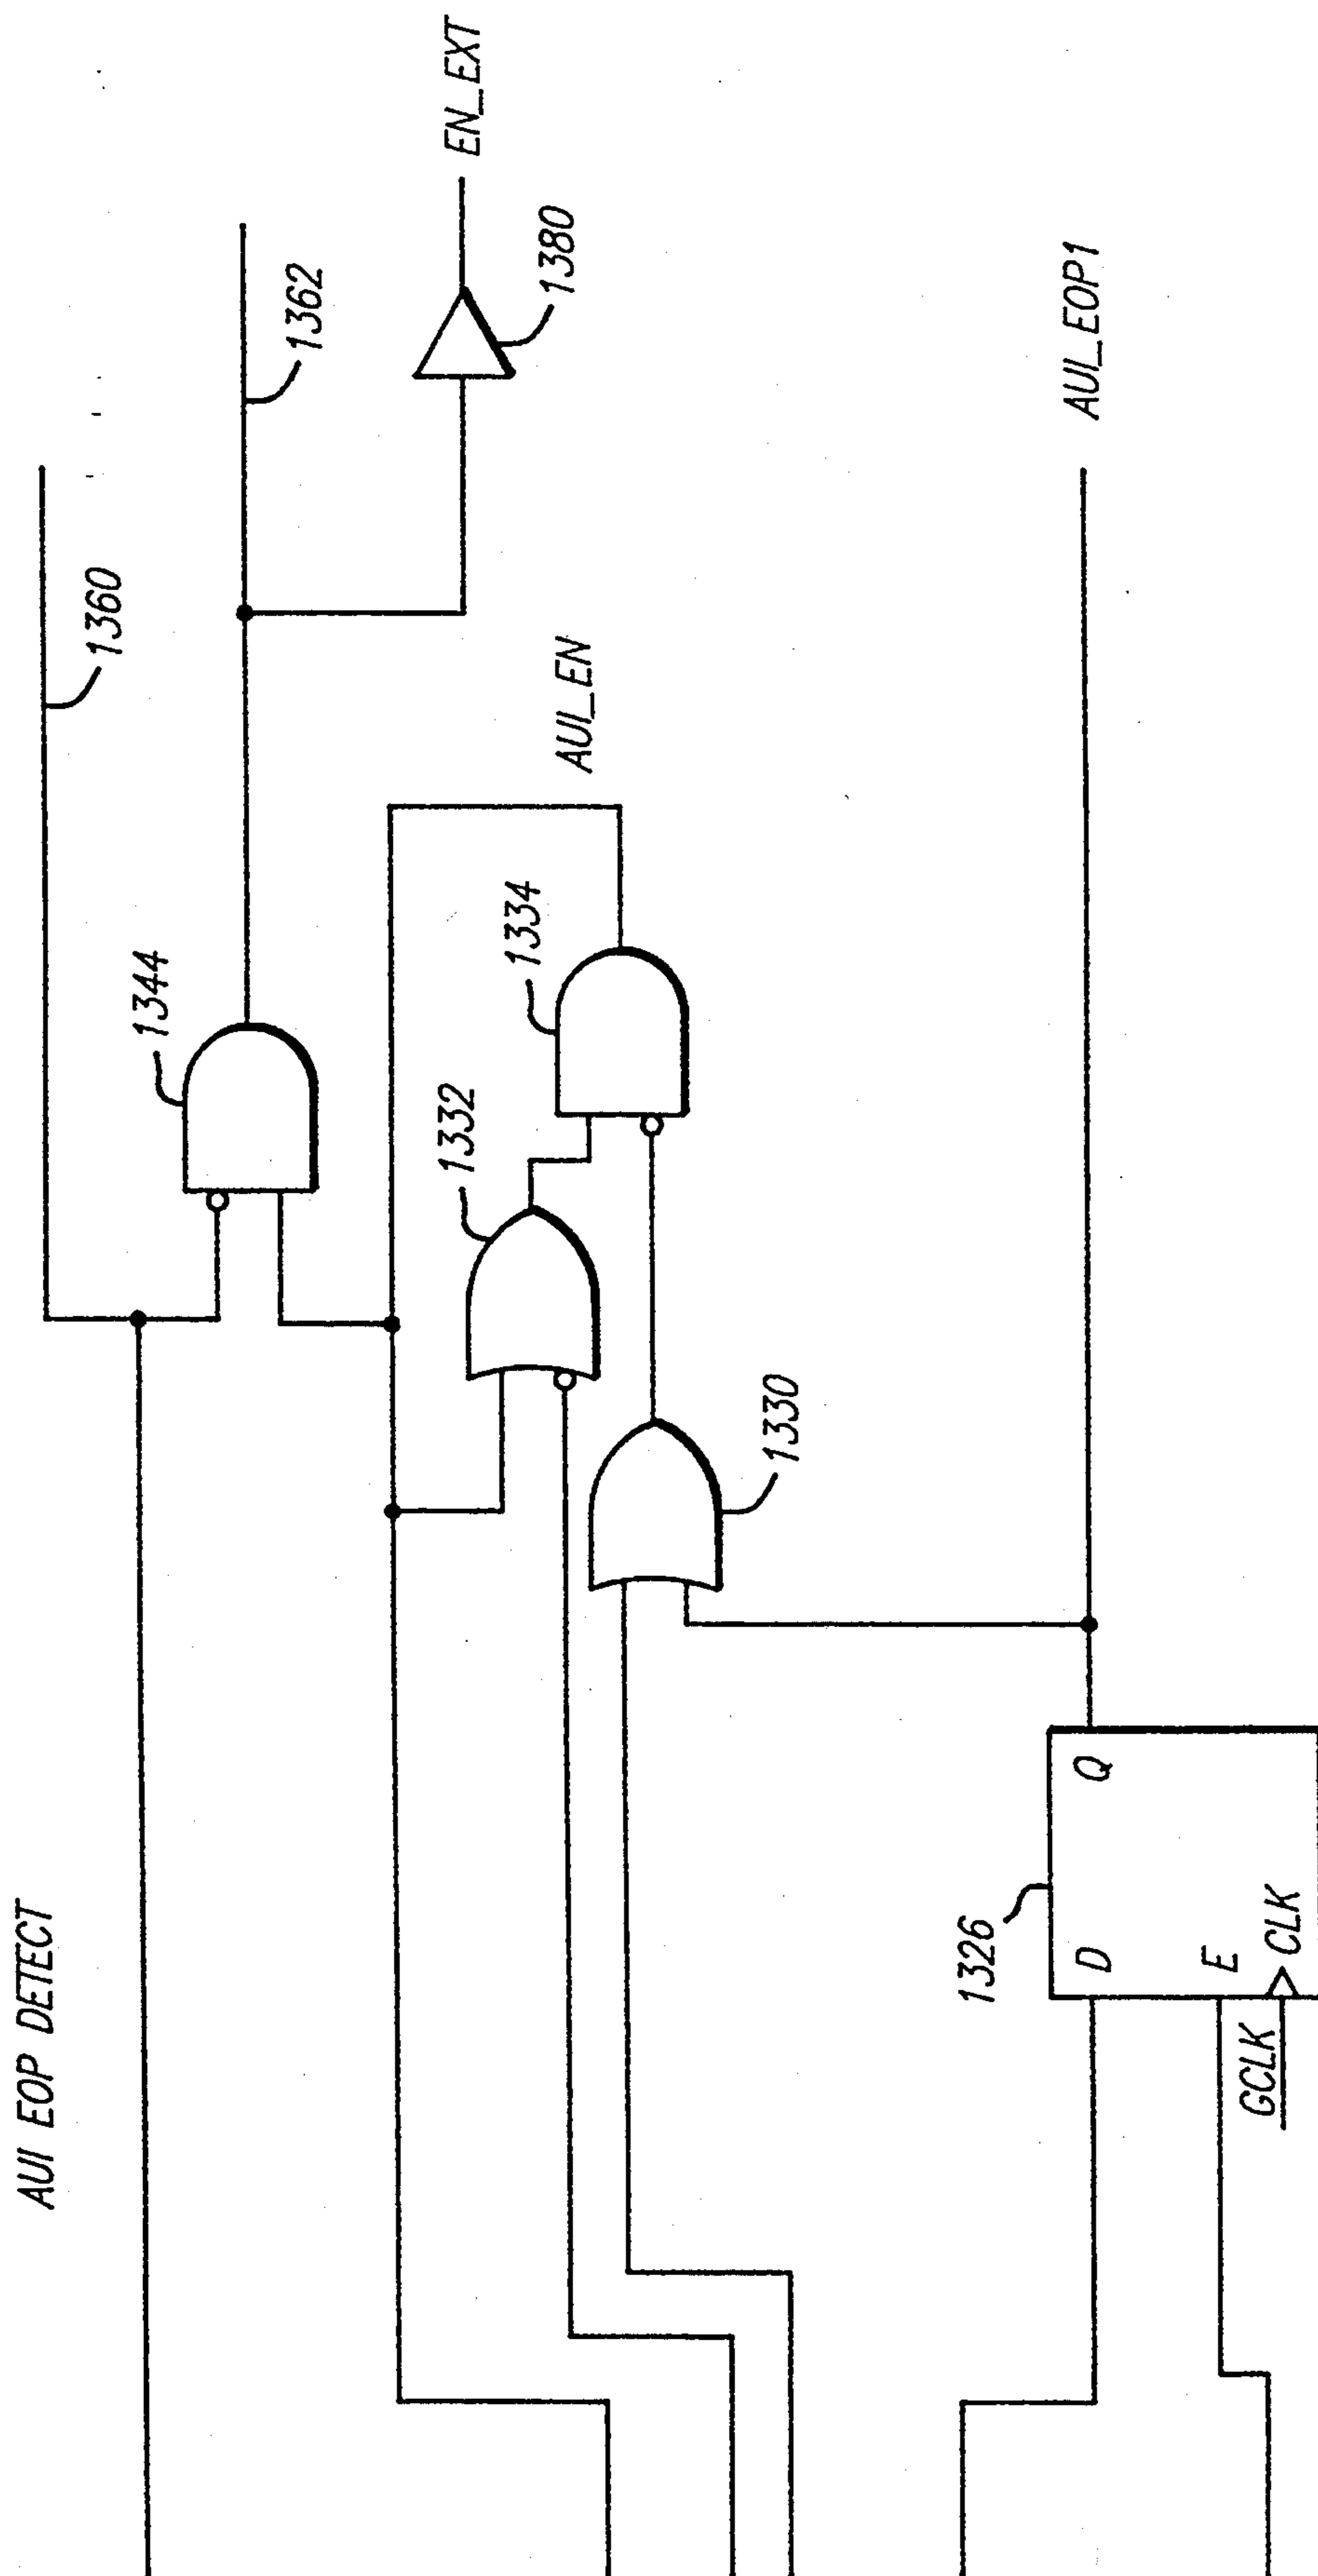 AUI EOP DETECT
1360
1362
EN_EXT
1380
1344
AUI_EN
1334
1332
1330
AUI_EOP1
1326
D
Q
E
CLK
GCLK